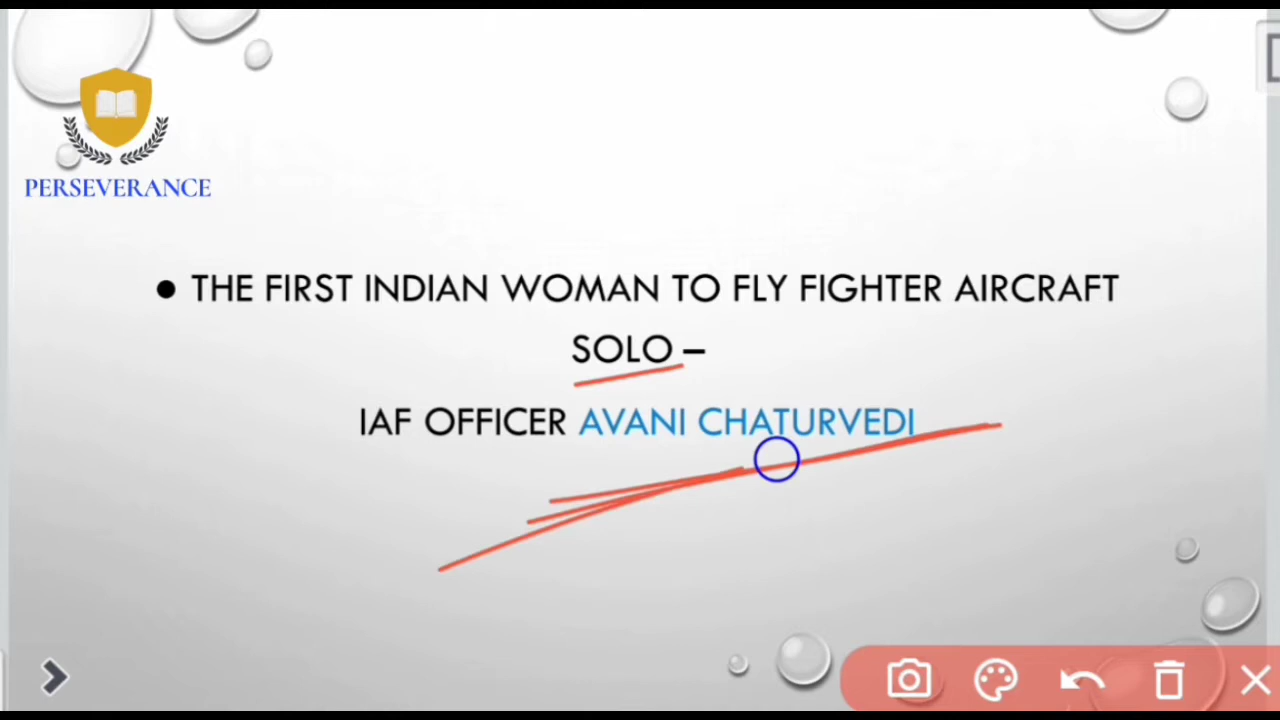 PERSEVERANCE
● THE FIRST INDIAN WOMAN TO FLY FIGHTER AIRCRAFT
SOLO –
IAF OFFICER AVANI CHATURVEDI